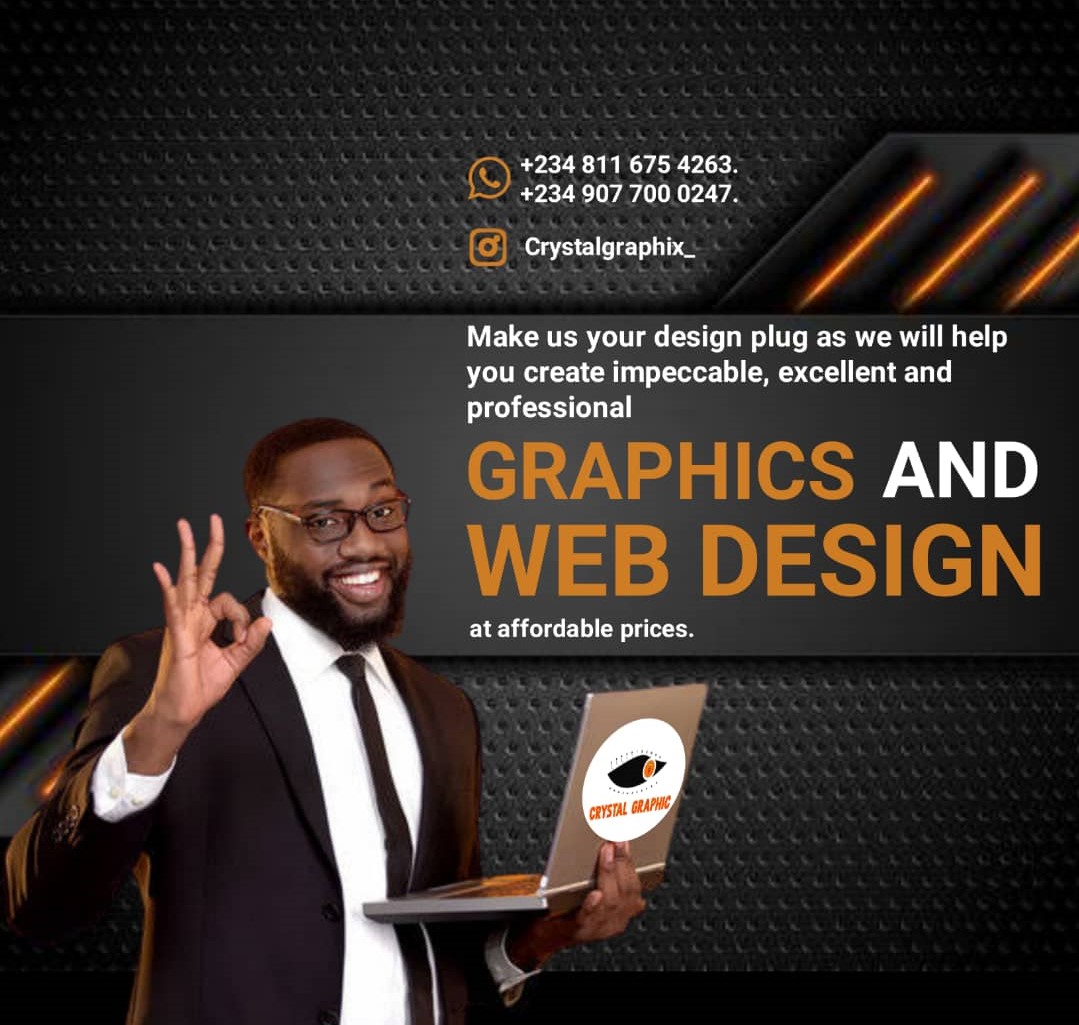 +234 811 675 4263.
+234 907 700 0247.
Crystalgraphix_
Make us your design plug as we will help
you create impeccable, excellent and
professional
GRAPHICS AND
WEB DESIGN
at affordable prices.
CRYSTAL GRAPHIC